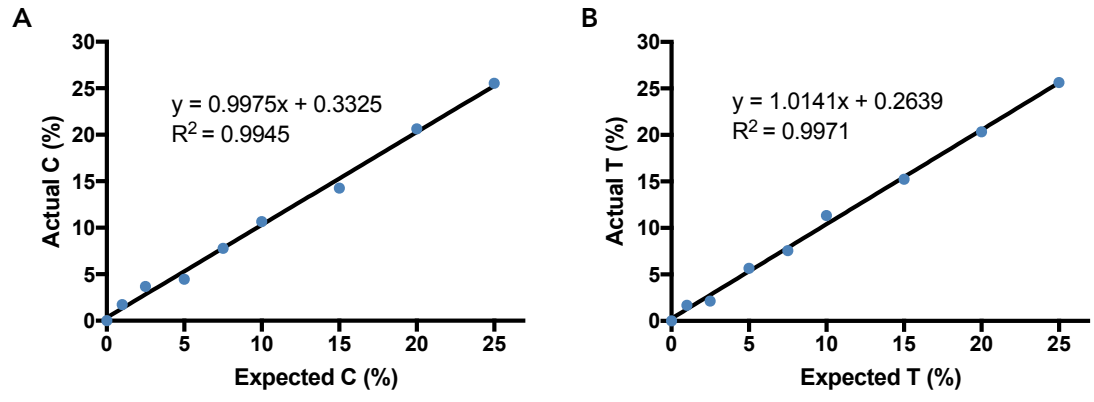 A
30
25
20
15
10
5
0
Actual C (%)
y = 0.9975x + 0.3325
R² = 0.9945
0 5 10 15 20 25
Expected C (%)
B
30
25
20
15
10
5
0
Actual T (%)
y = 1.0141x + 0.2639
R² = 0.9971
0 5 10 15 20 25
Expected T (%)